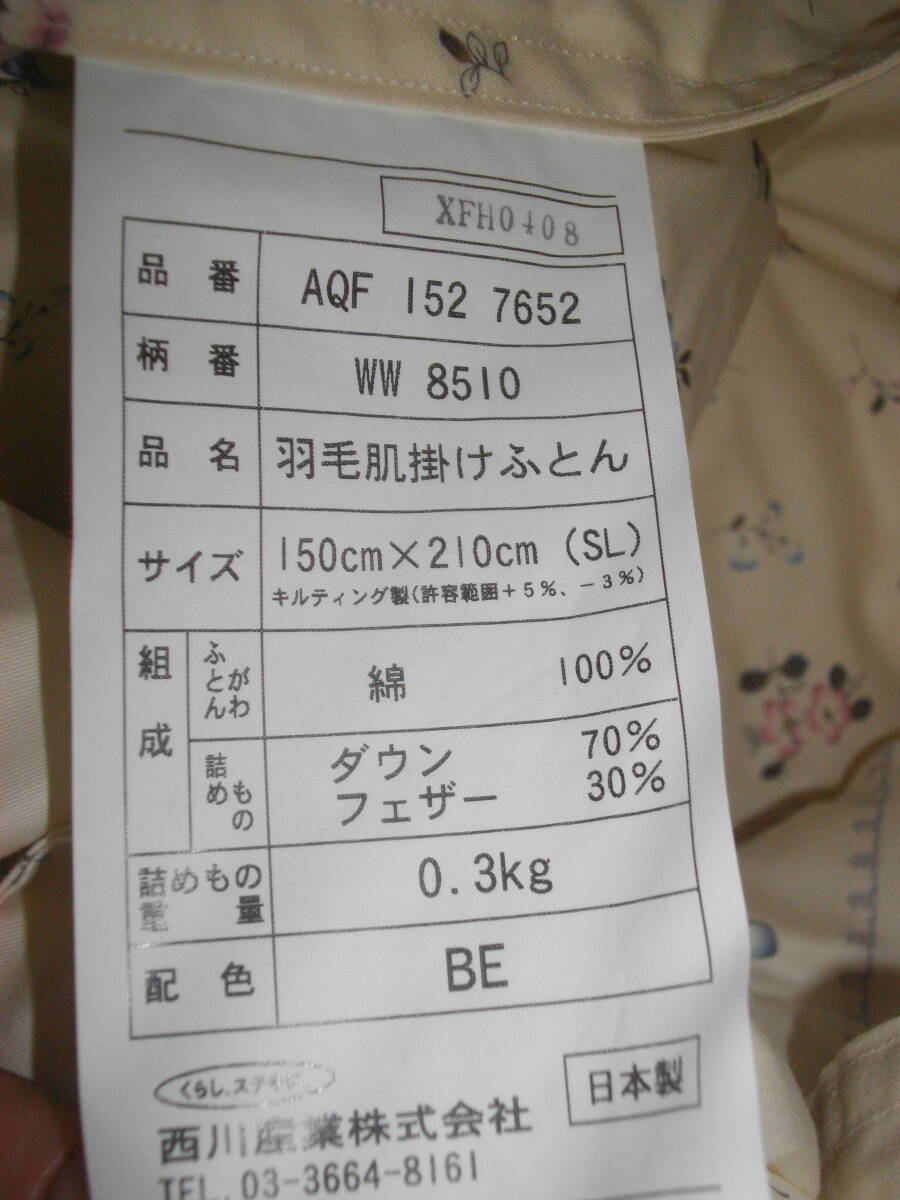 XFH0408
品番 AQF 152 7652
柄番 WW 8510
品名 羽毛肌掛けふとん
サイズ 150cm×210cm (SL)
キルティング製(許容範囲+5%、-3%)
組成 ふとんがわ 綿 100%
詰めもの ダウン 70%
フェザー 30%
詰めもの重量 0.3kg
配色 BE
くらし、
日本製
西川産業株式会社
TEL. 03-3664-8161